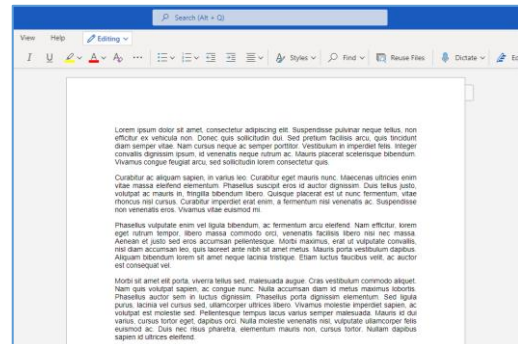 Search (Alt + Q)
View Help Editing
I U A A Styles Find Reuse Files Dictate
Lorem ipsum dolor sit amet, consectetur adipiscing elit. Suspendisse pulvinar neque tellus, non
efficitur ex vehicula non. Donec quis sollicitudin dui. Sed pretium facilisis arcu, quis tincidunt
diam semper vitae. Nam cursus neque ac semper porttitor. Vestibulum in imperdiet felis. Integer
convallis dignissim ipsum, id venenatis neque rutrum ac. Mauris placerat scelerisque bibendum.
Vivamus congue feugiat arcu, sed sollicitudin lorem consectetur quis.
Curabitur ac aliquam sapien, in varius leo. Curabitur eget mauris nunc. Maecenas ultricies enim
vitae massa eleifend elementum. Phasellus suscipit eros id auctor dignissim. Duis tellus justo,
volutpat ac mauris in, fringilla bibendum libero. Quisque placerat est ut nunc fermentum, vitae
rhoncus nisl cursus. Curabitur imperdiet erat enim, a fermentum nisl venenatis ac. Suspendisse
non venenatis eros. Vivamus vitae euismod mi.
Phasellus vulputate enim vel ligula bibendum, ac fermentum arcu eleifend. Nam efficitur, lorem
eget rutrum tempor, libero massa commodo orci, venenatis facilisis libero nisi nec massa.
Aenean et justo sed eros accumsan pellentesque. Morbi maximus, erat ut vulputate convallis,
nisl diam accumsan leo, quis laoreet ante nibh sit amet metus. Mauris porta vestibulum dapibus.
Aliquam bibendum lorem sit amet neque lacinia tristique. Etiam luctus faucibus velit, ac auctor
est consequat vel.
Morbi sit amet elit porta, viverra tellus sed, malesuada augue. Cras vestibulum commodo aliquet.
Nam quis volutpat sapien, ac congue nunc. Nulla accumsan diam id metus maximus lobortis.
Phasellus auctor sem in luctus dignissim. Phasellus porta dignissim elementum. Sed ligula
purus, lacinia vel cursus sed, ullamcorper ultrices libero. Vivamus molestie imperdiet sapien, ac
volutpat est molestie sed. Pellentesque tempus lacus varius semper malesuada. Mauris id dui
varius, cursus tortor eget, dapibus orci. Nulla molestie venenatis nisl, vulputate ullamcorper felis
euismod ac. Duis nec risus pharetra, elementum mauris non, cursus tortor. Nullam dapibus
sapien id ultrices eleifend.